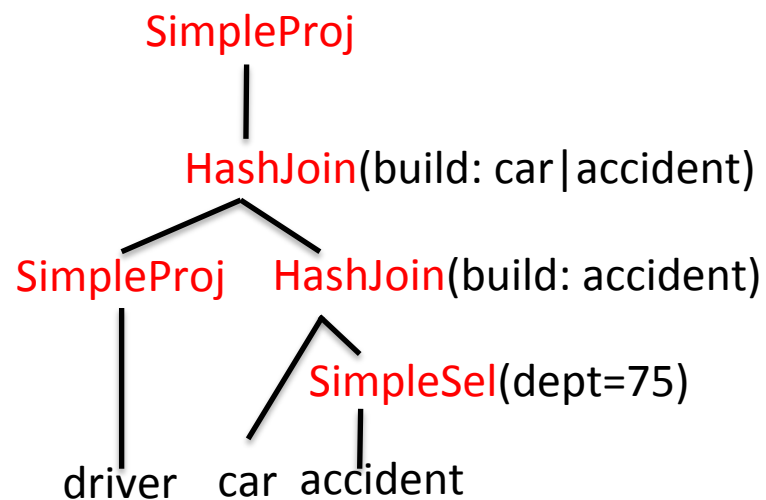 SimpleProj
HashJoin(build: car|accident)
SimpleProj HashJoin(build: accident)
SimpleSel(dept=75)
driver car accident